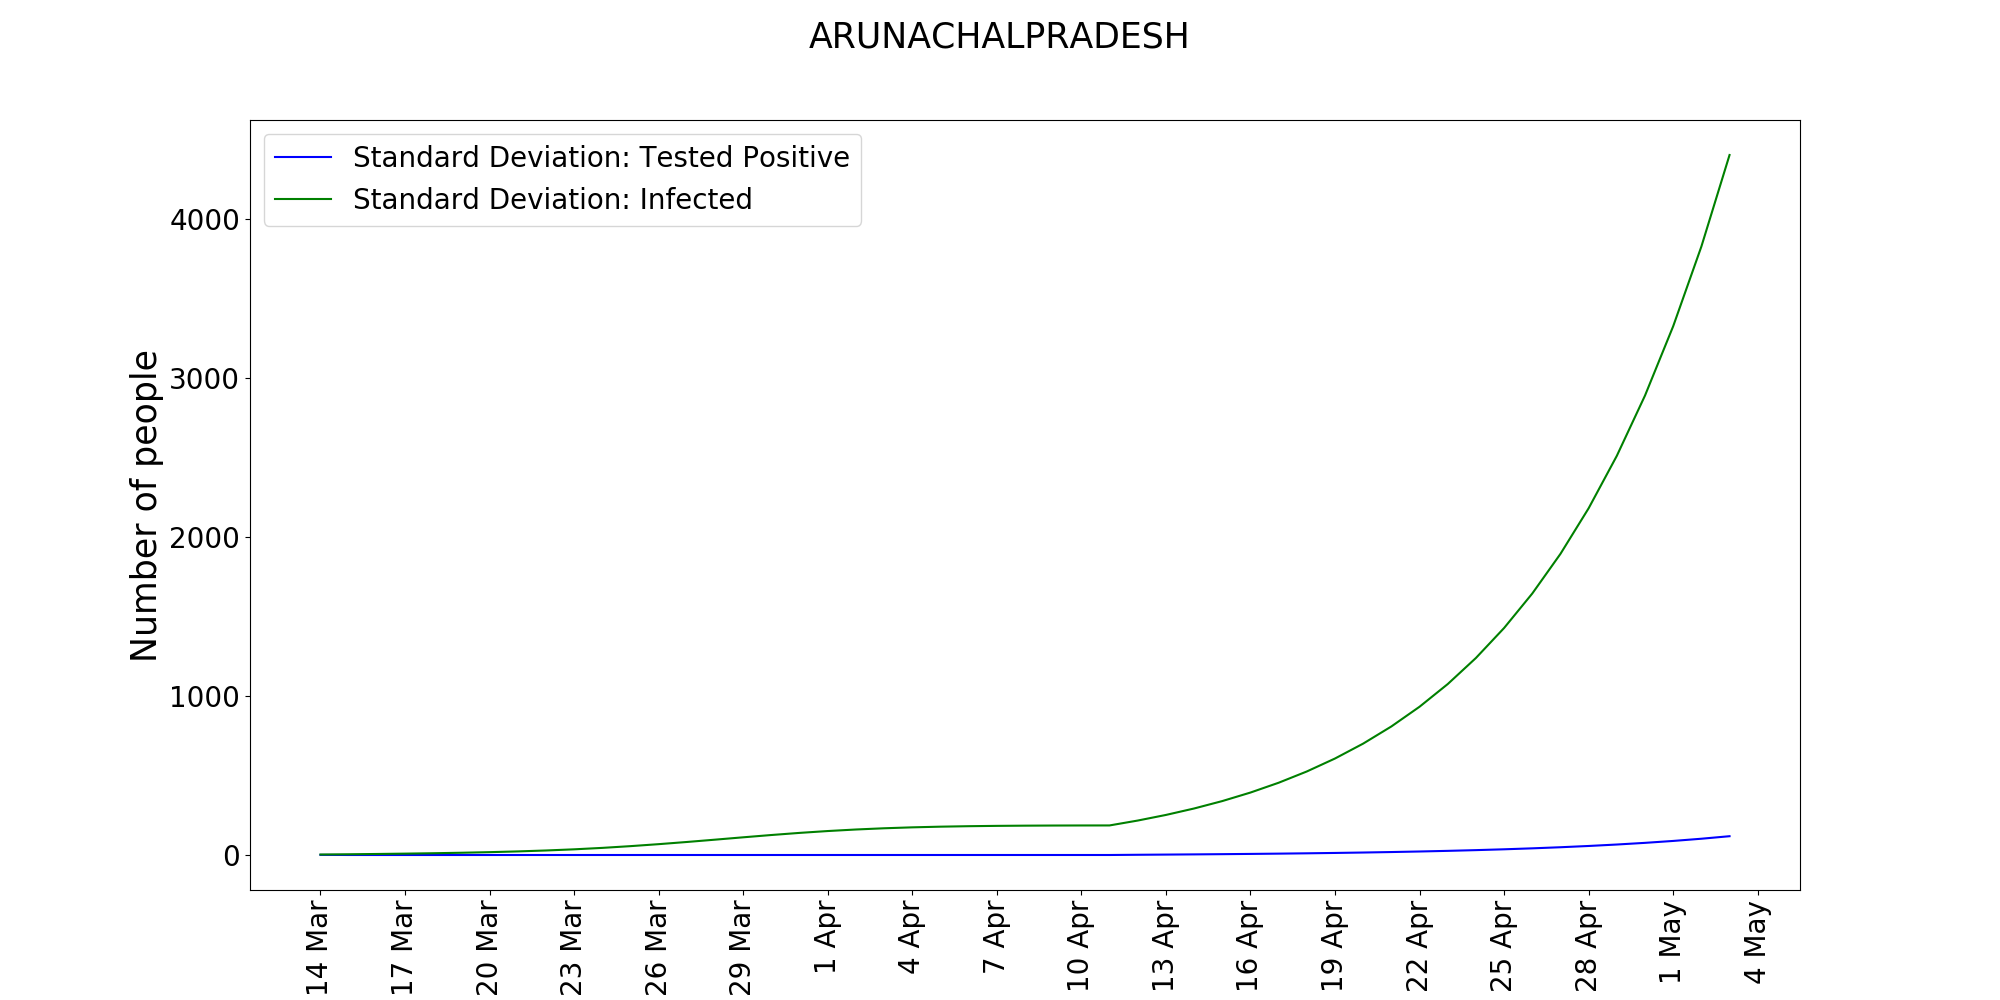 ARUNACHALPRADESH
Standard Deviation: Tested Positive
Standard Deviation: Infected
Number of people
4000
3000
2000
1000
0
14 Mar
17 Mar
20 Mar
23 Mar
26 Mar
29 Mar
1 Apr
4 Apr
7 Apr
10 Apr
13 Apr
16 Apr
19 Apr
22 Apr
25 Apr
28 Apr
1 May
4 May